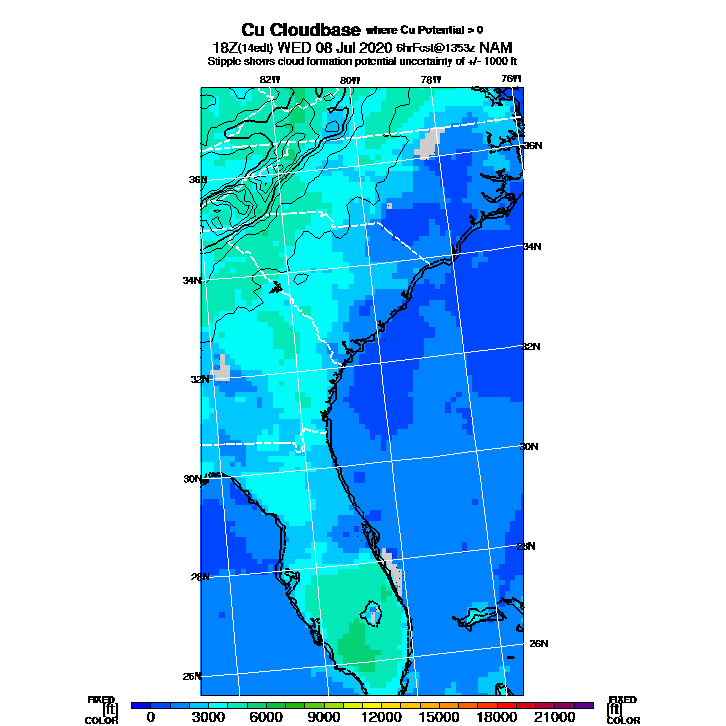 Cu Cloudbase where Cu Potential > 0
18Z(14edt) WED 08 Jul 2020 6hrFcst@1353z NAM
Stipple shows cloud formation potential uncertainty of +/- 1000 ft
82W 80W 78W 76W
36N
36N
34N
34N
32N
32N
30N
30N
28N
28N
26N
26N
FIXED [ft] COLOR
0 3000 6000 9000 12000 15000 18000 21000
FIXED [ft] COLOR